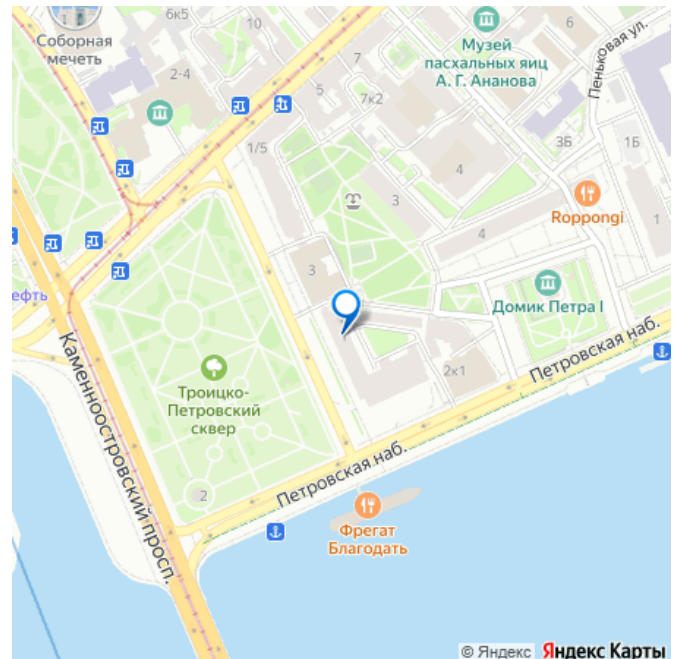 6к5
Соборная
мечеть
2-4
5
7
7к2
Музей
пасхальных яиц
А. Г. Ананова
6
Пеньковая ул.
1/5
3Б
1Б
4
Roppongi
3
4
1
3
Домик Петра I
ефть
Каменноостровский просп.
Троицко-
Петровский
сквер
2к1
Петровская наб.
2
Петровская наб.
Фрегат
Благодать
© Яндекс Яндекс Карты